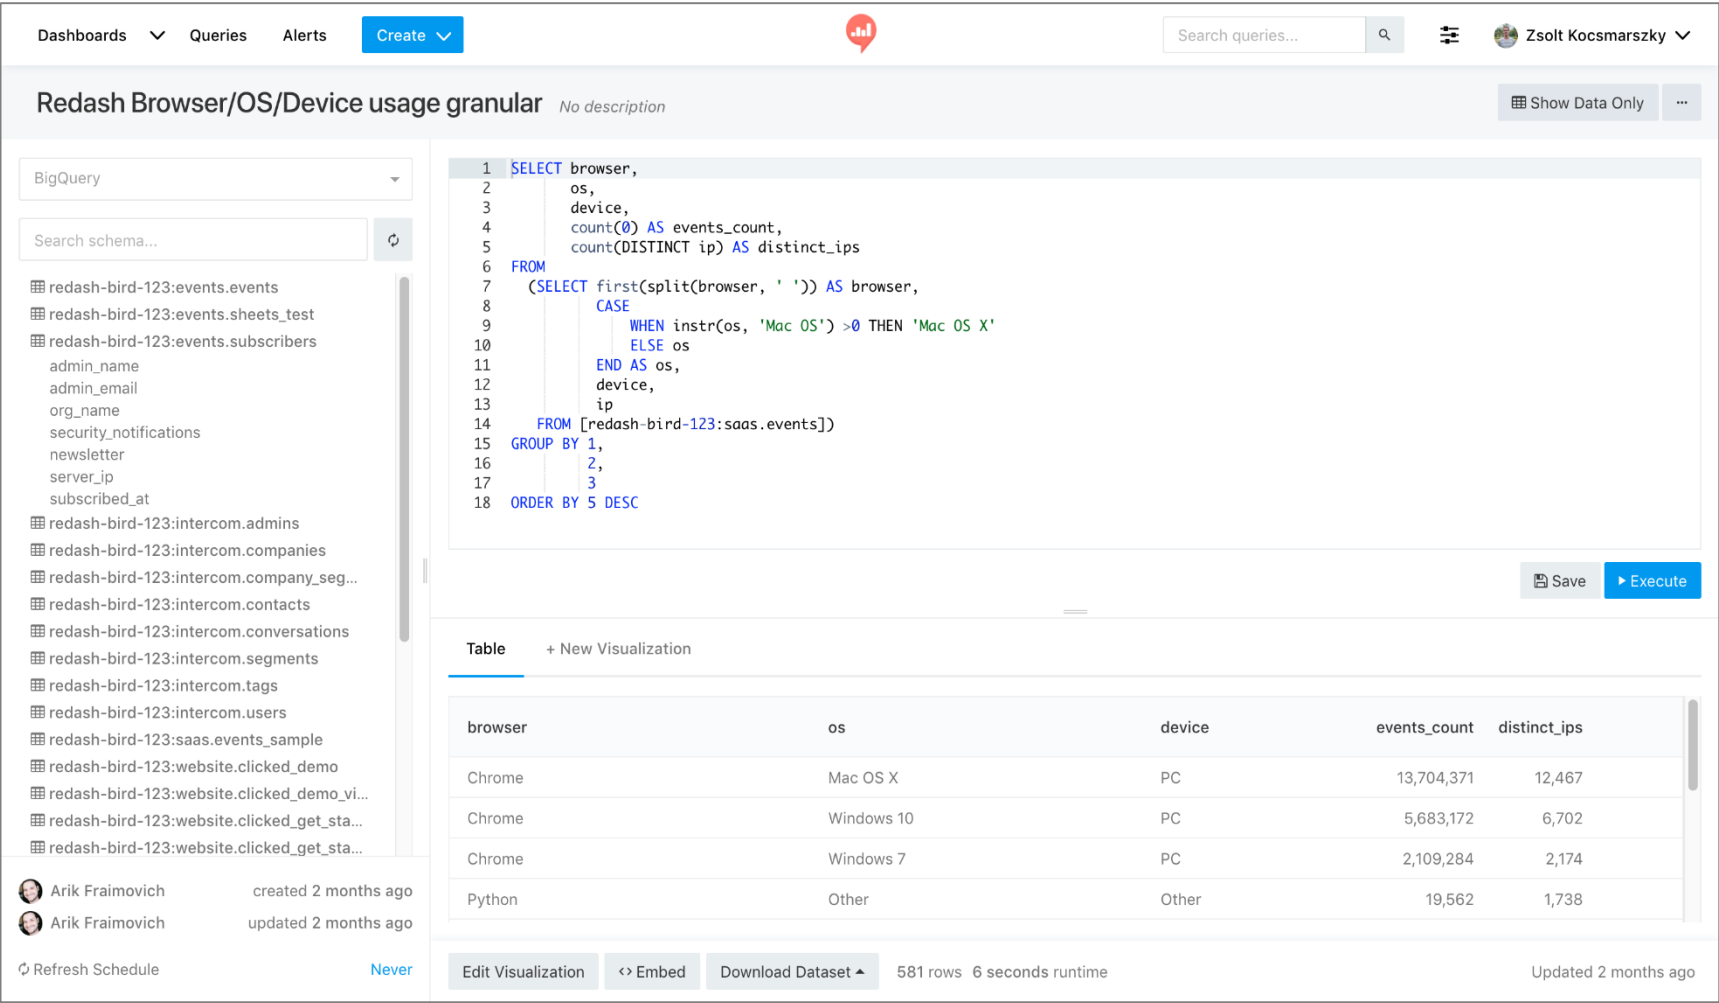 Dashboards Queries Alerts Create Search queries... Zsolt Kocsmarszky
Redash Browser/OS/Device usage granular No description Show Data Only ...
BigQuery
Search schema...
redash-bird-123:events.events
redash-bird-123:events.sheets_test
redash-bird-123:events.subscribers
admin_name
admin_email
org_name
security_notifications
newsletter
server_ip
subscribed_at
redash-bird-123:intercom.admins
redash-bird-123:intercom.companies
redash-bird-123:intercom.company_seg...
redash-bird-123:intercom.contacts
redash-bird-123:intercom.conversations
redash-bird-123:intercom.segments
redash-bird-123:intercom.tags
redash-bird-123:intercom.users
redash-bird-123:saas.events_sample
redash-bird-123:website.clicked_demo
redash-bird-123:website.clicked_demo_vi...
redash-bird-123:website.clicked_get_sta...
redash-bird-123:website.clicked_get_sta...
Arik Fraimovich created 2 months ago
Arik Fraimovich updated 2 months ago
Refresh Schedule Never
1 SELECT browser,
2 os,
3 device,
4 count(0) AS events_count,
5 count(DISTINCT ip) AS distinct_ips
6 FROM
7 (SELECT first(split(browser, ' ')) AS browser,
8 CASE
9 WHEN instr(os, 'Mac OS') >0 THEN 'Mac OS X'
10 ELSE os
11 END AS os,
12 device,
13 ip
14 FROM [redash-bird-123:saas.events])
15 GROUP BY 1,
16 2,
17 3
18 ORDER BY 5 DESC
Save Execute
Table + New Visualization
browser os device events_count distinct_ips
Chrome Mac OS X PC 13,704,371 12,467
Chrome Windows 10 PC 5,683,172 6,702
Chrome Windows 7 PC 2,109,284 2,174
Python Other Other 19,562 1,738
Edit Visualization <> Embed Download Dataset 581 rows 6 seconds runtime Updated 2 months ago